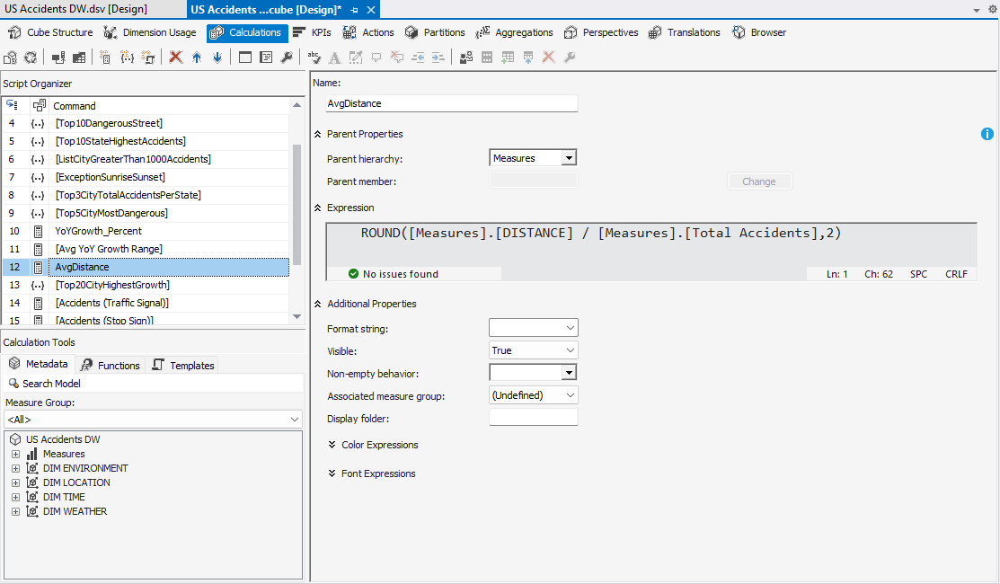 US Accidents DW.dsv [Design]
US Accidents ...cube [Design]*
Cube Structure
Dimension Usage
Calculations
KPIs
Actions
Partitions
Aggregations
Perspectives
Translations
Browser
Script Organizer
Command
4 [Top10DangerousStreet]
5 [Top10StateHighestAccidents]
6 [ListCityGreaterThan1000Accidents]
7 [ExceptionSunriseSunset]
8 [Top3CityTotalAccidentsPerState]
9 [Top5CityMostDangerous]
10 YoYGrowth_Percent
11 [Avg YoY Growth Range]
12 AvgDistance
13 [Top20CityHighestGrowth]
14 [Accidents (Traffic Signal)]
15 [Accidents (Stop Sign)]
Calculation Tools
Metadata
Functions
Templates
Search Model
Measure Group:
<All>
US Accidents DW
Measures
DIM ENVIRONMENT
DIM LOCATION
DIM TIME
DIM WEATHER
Name:
AvgDistance
Parent Properties
Parent hierarchy: Measures
Parent member:
Change
Expression
ROUND([Measures].[DISTANCE] / [Measures].[Total Accidents],2)
No issues found
Ln: 1 Ch: 62 SPC CRLF
Additional Properties
Format string:
Visible: True
Non-empty behavior:
Associated measure group: (Undefined)
Display folder:
Color Expressions
Font Expressions